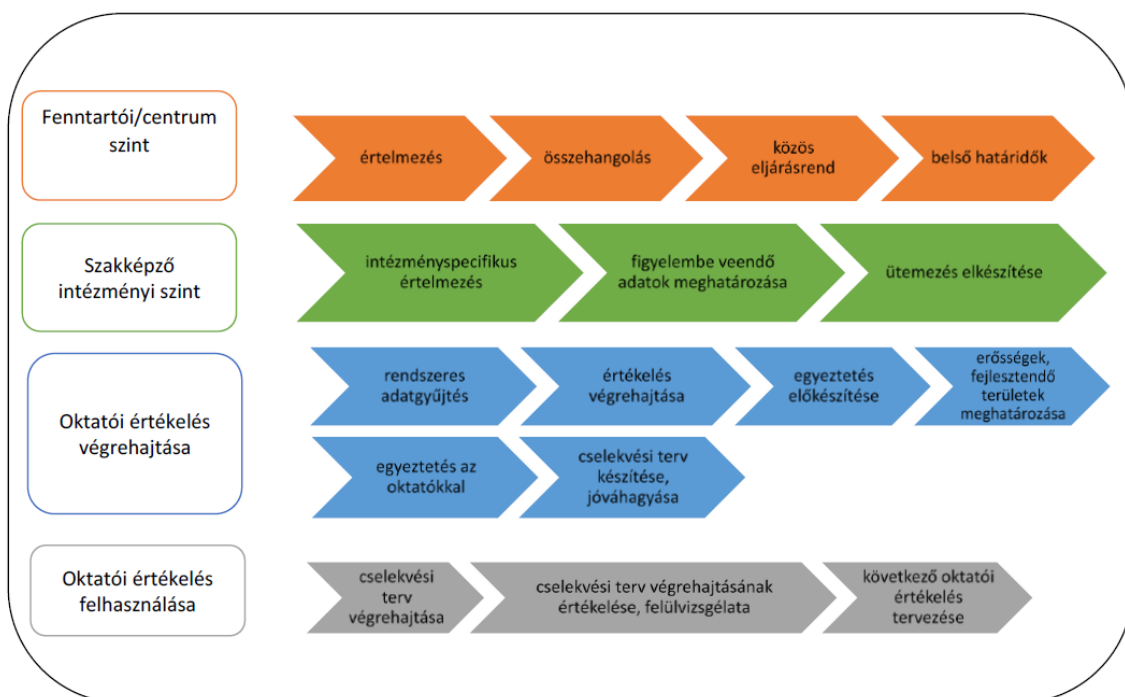 Fenntartói/centrum
szint
értelmezés
összehangolás
közös
eljárásrend
belső határidők
Szakképző
intézményi szint
intézményspecifikus
értelmezés
figyelembe veendő
adatok meghatározása
ütemezés elkészítése
Oktatói értékelés
végrehajtása
rendszeres
adatgyűjtés
értékelés
végrehajtása
egyeztetés
előkészítése
erősségek,
fejlesztendő
területek
meghatározása
egyeztetés az
oktatókkal
cselekvési terv
készítése,
jóváhagyása
Oktatói értékelés
felhasználása
cselekvési
terv
végrehajtása
cselekvési terv végrehajtásának
értékelése, felülvizsgélata
következő oktatói
értékelés
tervezése